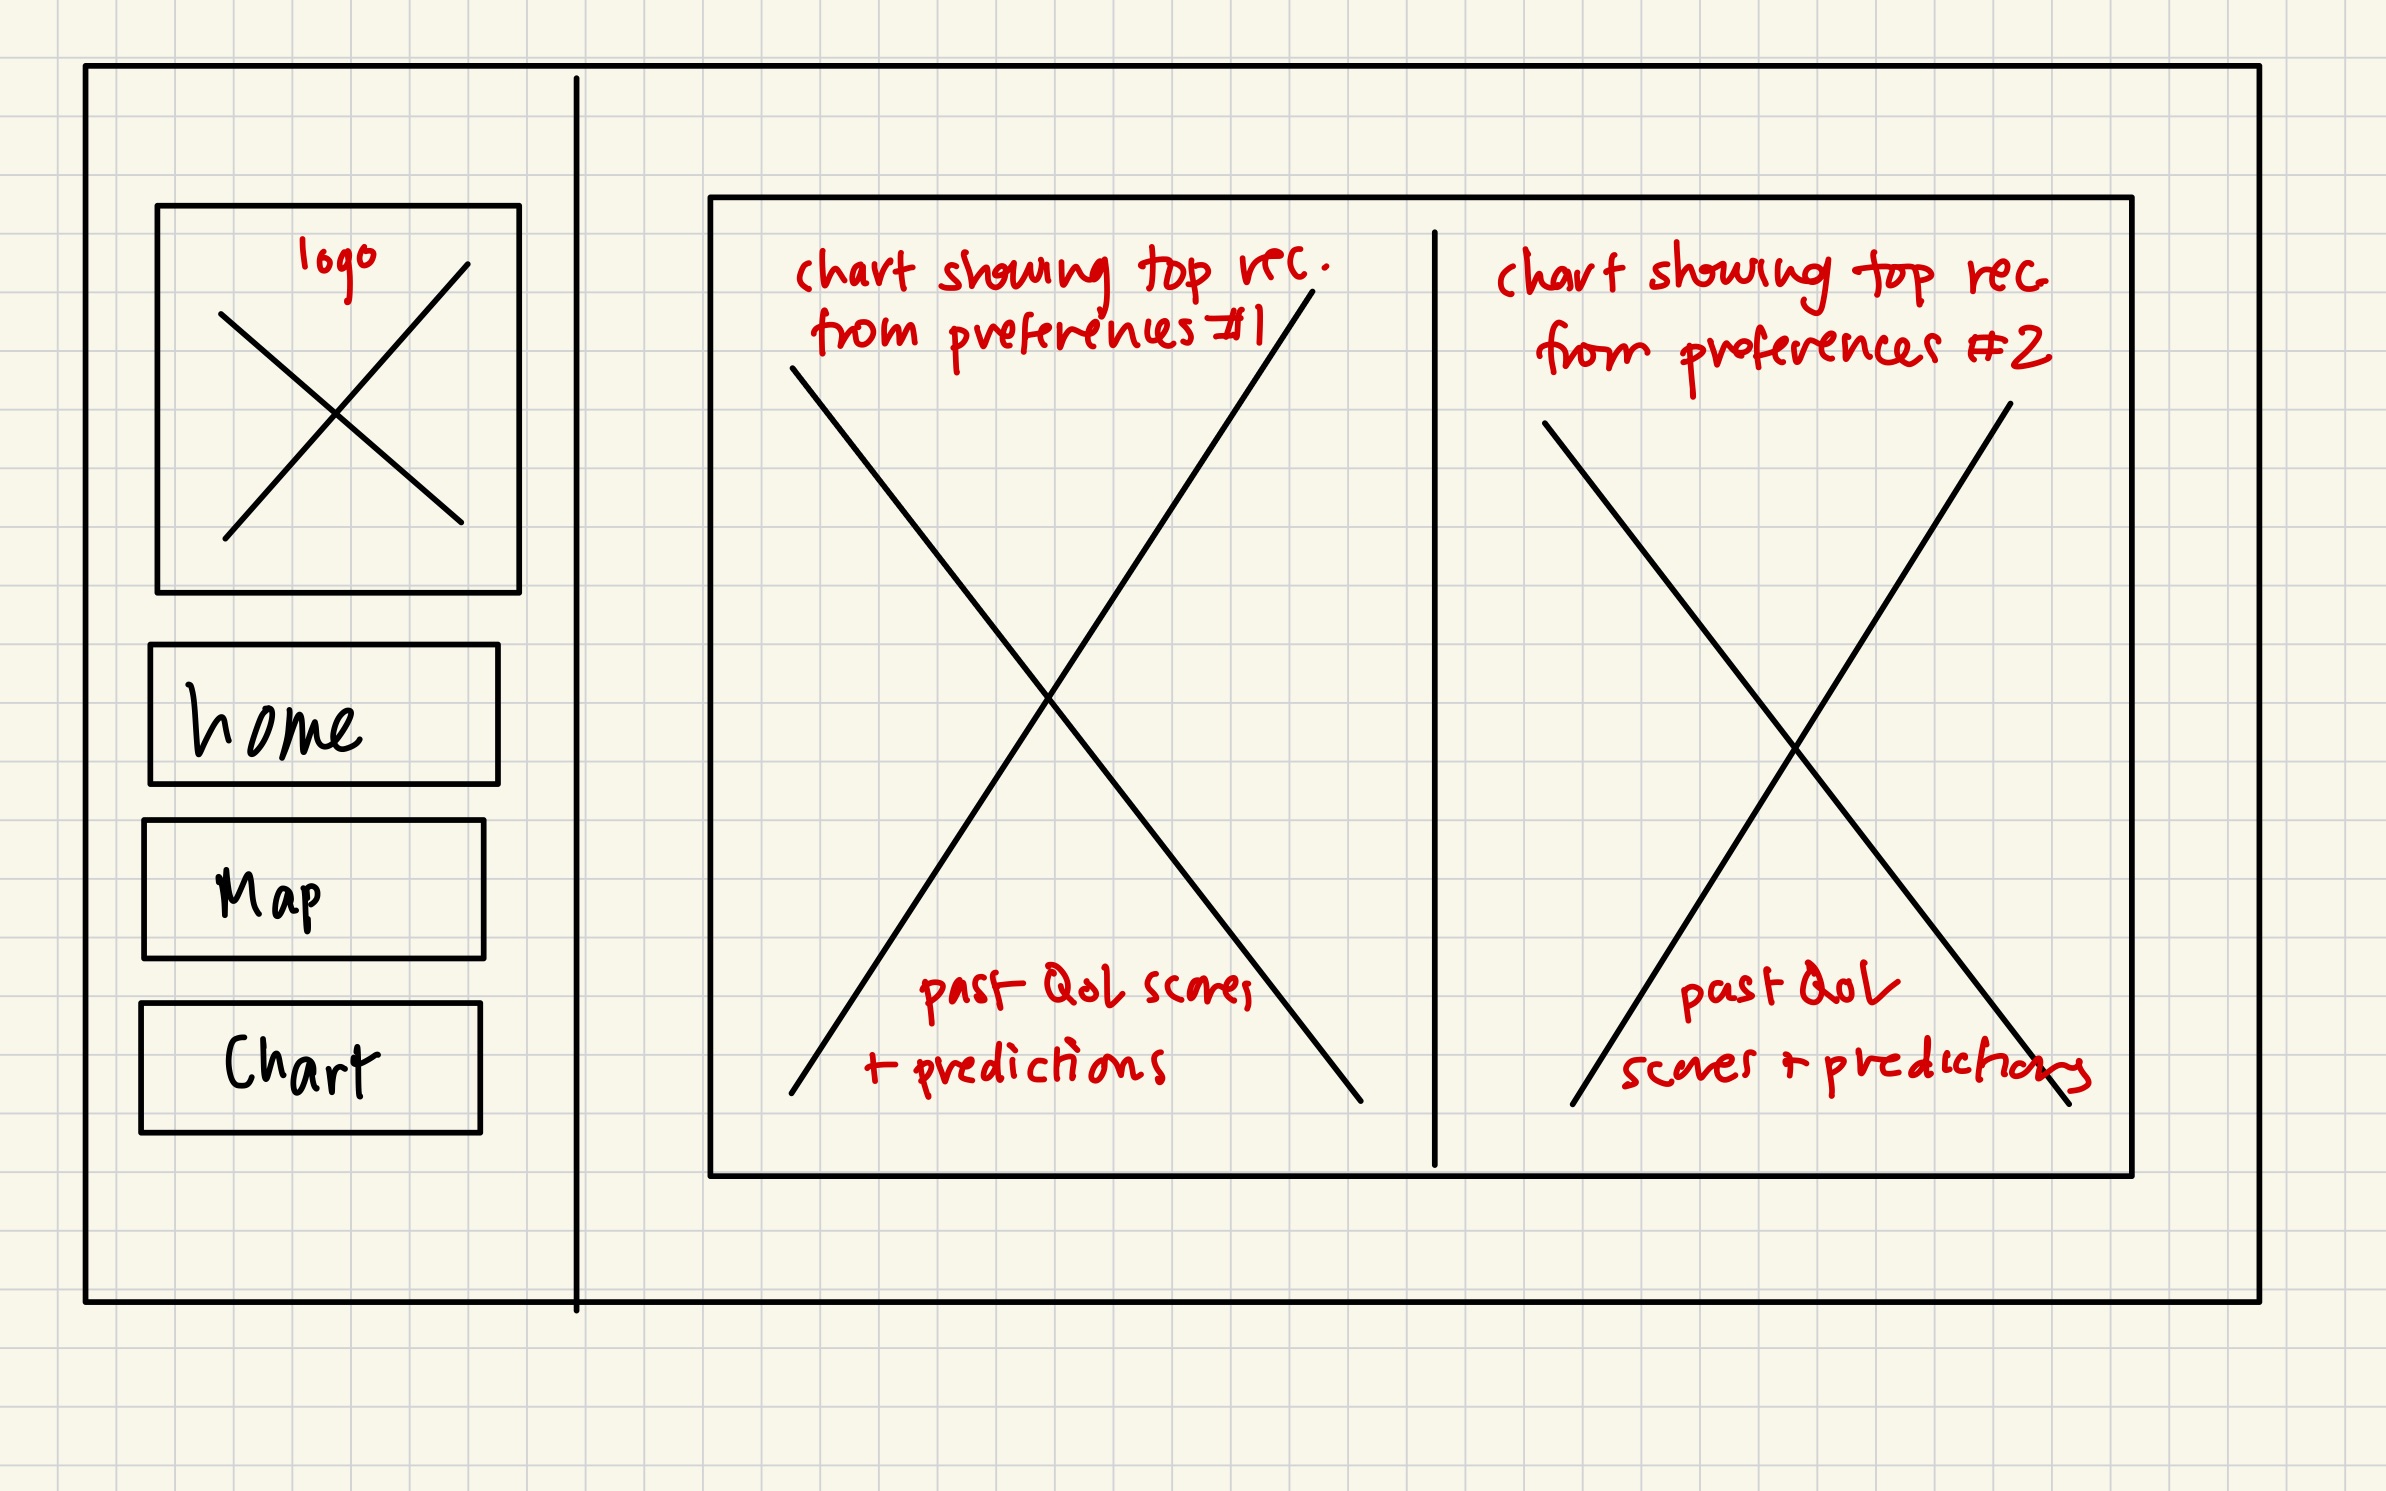 logo
home
Map
Chart
chart showing top rec.
from preferences #1
past QoL scores
+ predictions
chart showing top rec
from preferences #2
past QoL
scores + predictions